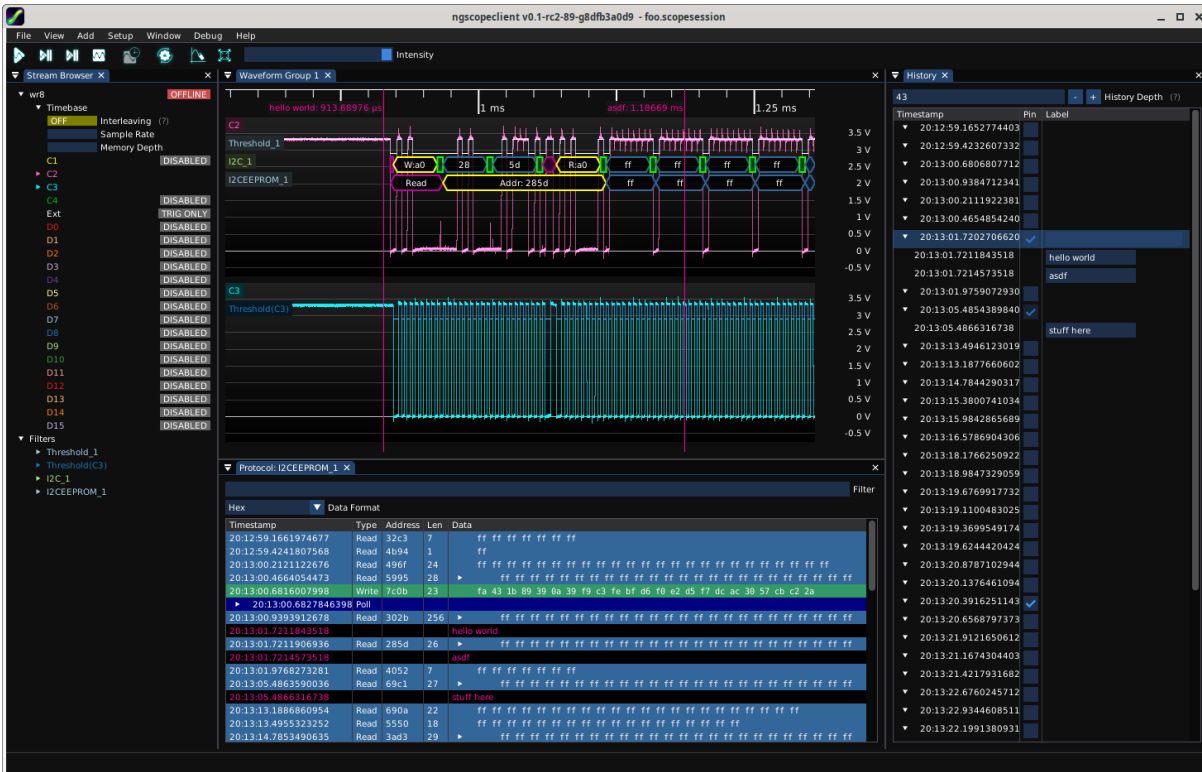 ngscopeclient v0.1-rc2-89-g8dfb3a0d9 - foo.scopesession
File View Add Setup Window Debug Help
Intensity
Stream Browser
wr8 OFFLINE
Timebase
OFF Interleaving (?)
Sample Rate
Memory Depth
C1 DISABLED
C2
C3
C4 DISABLED
Ext TRIG ONLY
D0 DISABLED
D1 DISABLED
D2 DISABLED
D3 DISABLED
D4 DISABLED
D5 DISABLED
D6 DISABLED
D7 DISABLED
D8 DISABLED
D9 DISABLED
D10 DISABLED
D11 DISABLED
D12 DISABLED
D13 DISABLED
D14 DISABLED
D15 DISABLED
Filters
Threshold_1
Threshold(C3)
I2C_1
I2CEEPROM_1
Waveform Group 1
hello world: 913.68976 µs 1 ms asdf: 1.18669 ms 1.25 ms
C2
Threshold_1
I2C_1 W:a0 28 5d R:a0 ff ff ff ff
I2CEEPROM_1 Read Addr: 285d ff ff ff ff
3.5 V
3 V
2.5 V
2 V
1.5 V
1 V
0.5 V
0 V
-0.5 V
C3
Threshold(C3)
3.5 V
3 V
2.5 V
2 V
1.5 V
1 V
0.5 V
0 V
-0.5 V
Protocol: I2CEEPROM_1
Filter
Hex Data Format
Timestamp Type Address Len Data
20:12:59.1661974677 Read 32c3 7 ff ff ff ff ff ff ff
20:12:59.4241807568 Read 4b94 1 ff
20:13:00.2121122676 Read 496f 24 ff ff ff ff ff ff ff ff ff ff ff ff ff ff ff ff ff ff ff ff ff ff ff ff
20:13:00.4664054473 Read 5995 28 ff ff ff ff ff ff ff ff ff ff ff ff ff ff ff ff ff ff ff ff ff ff ff ff
20:13:00.6816007998 Write 7c0b 23 fa 43 1b 89 39 0a 39 f9 c3 fe bf d6 f0 e2 d5 f7 dc ac 30 57 cb c2 2a
20:13:00.6827846398 Poll
20:13:00.9393912678 Read 302b 256 ff ff ff ff ff ff ff ff ff ff ff ff ff ff ff ff ff ff ff ff ff ff ff ff
20:13:01.7211843518 hello world
20:13:01.7211906936 Read 285d 26 ff ff ff ff ff ff ff ff ff ff ff ff ff ff ff ff ff ff ff ff ff ff ff ff
20:13:01.7214573518 asdf
20:13:01.9768273281 Read 4052 7 ff ff ff ff ff ff ff
20:13:05.4863590036 Read 69c1 27 ff ff ff ff ff ff ff ff ff ff ff ff ff ff ff ff ff ff ff ff ff ff ff ff
20:13:05.4866316738 stuff here
20:13:13.1886860954 Read 690a 22 ff ff ff ff ff ff ff ff ff ff ff ff ff ff ff ff ff ff ff ff ff ff
20:13:13.4955323252 Read 5550 18 ff ff ff ff ff ff ff ff ff ff ff ff ff ff ff ff ff ff
20:13:14.7853490635 Read 3ad3 29 ff ff ff ff ff ff ff ff ff ff ff ff ff ff ff ff ff ff ff ff ff ff ff ff
History
43 - + History Depth (?)
Timestamp Pin Label
20:12:59.1652774403
20:12:59.4232607332
20:13:00.6806807712
20:13:00.9384712341
20:13:00.2111922381
20:13:00.4654854240
20:13:01.7202706620
20:13:01.7211843518 hello world
20:13:01.7214573518 asdf
20:13:01.9759072930
20:13:05.4854389840
20:13:05.4866316738 stuff here
20:13:13.4946123019
20:13:13.1877660602
20:13:14.7844290317
20:13:15.3800741034
20:13:15.9842865689
20:13:16.5786904306
20:13:18.1766250922
20:13:18.9847329059
20:13:19.6769917732
20:13:19.1100483025
20:13:19.3699549174
20:13:19.6244420424
20:13:20.8787102944
20:13:20.1376461094
20:13:20.3916251143
20:13:20.6568797373
20:13:21.9121650612
20:13:21.1674304403
20:13:21.4217931682
20:13:22.6760245712
20:13:22.9344608511
20:13:22.1991380931